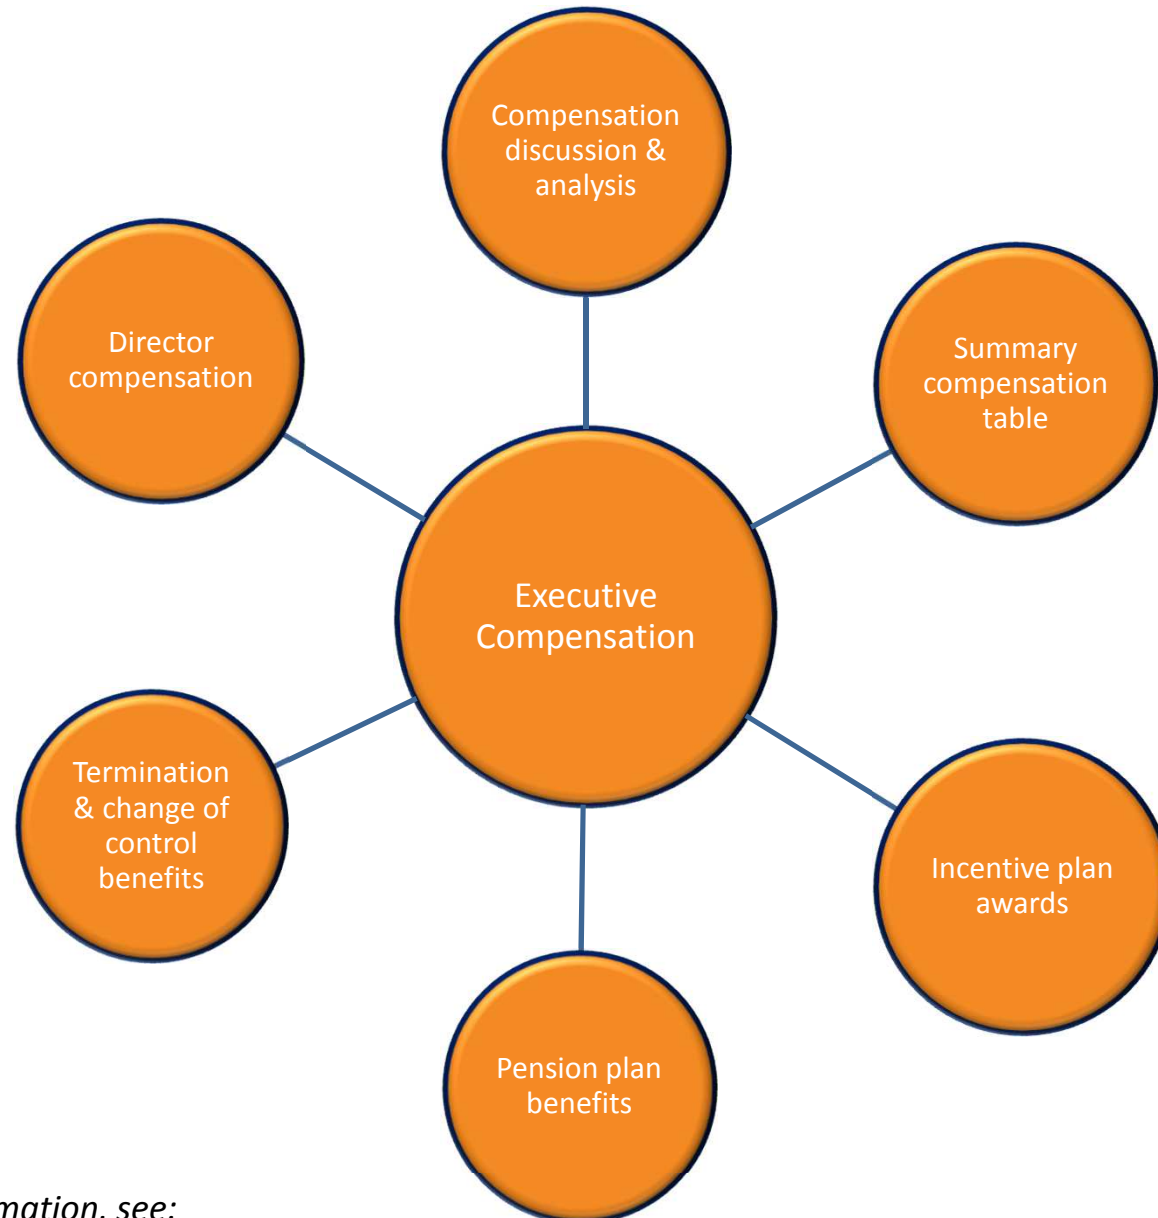 Compensation
discussion &
analysis
Director
compensation
Summary
compensation
table
Executive
Compensation
Termination
& change of
control
benefits
Incentive plan
awards
Pension plan
benefits
see: